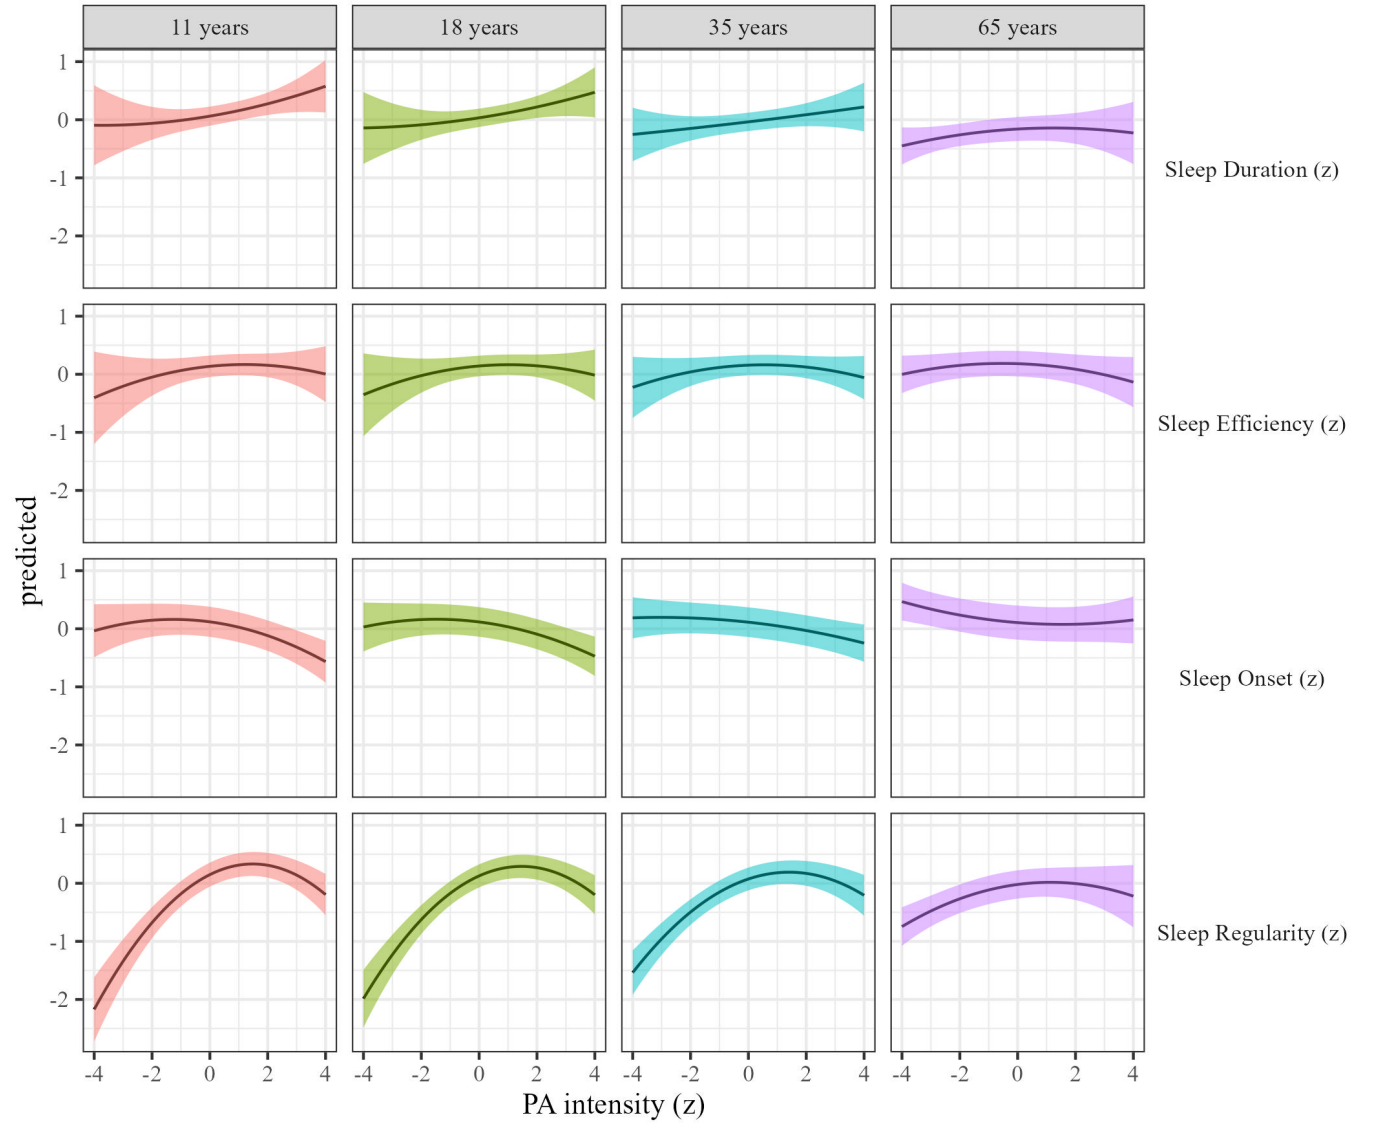 11 years
18 years
35 years
65 years
1
0
-1
-2
Sleep Duration (z)
1
0
-1
-2
Sleep Efficiency (z)
predicted
1
0
-1
-2
Sleep Onset (z)
1
0
-1
-2
Sleep Regularity (z)
-4 -2 0 2 4
-4 -2 0 2 4
-4 -2 0 2 4
-4 -2 0 2 4
PA intensity (z)